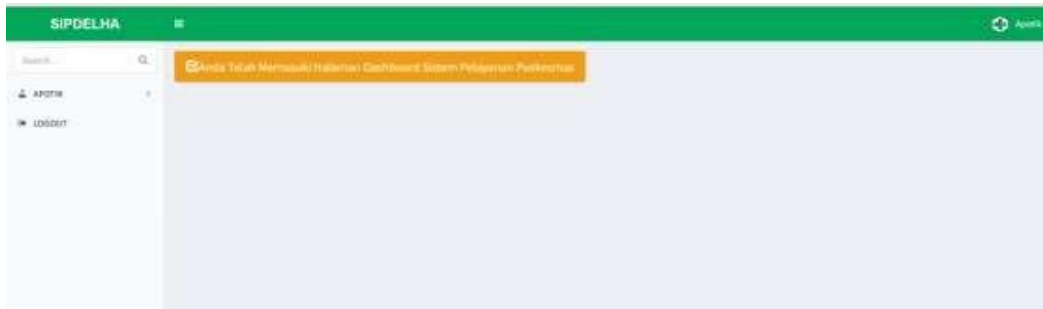 SIPDELHA
Apotik
Search...
Anda Telah Memasuki Halaman Dashboard Sistem Pelayanan Puskesmas
APOTIK
LOGOUT